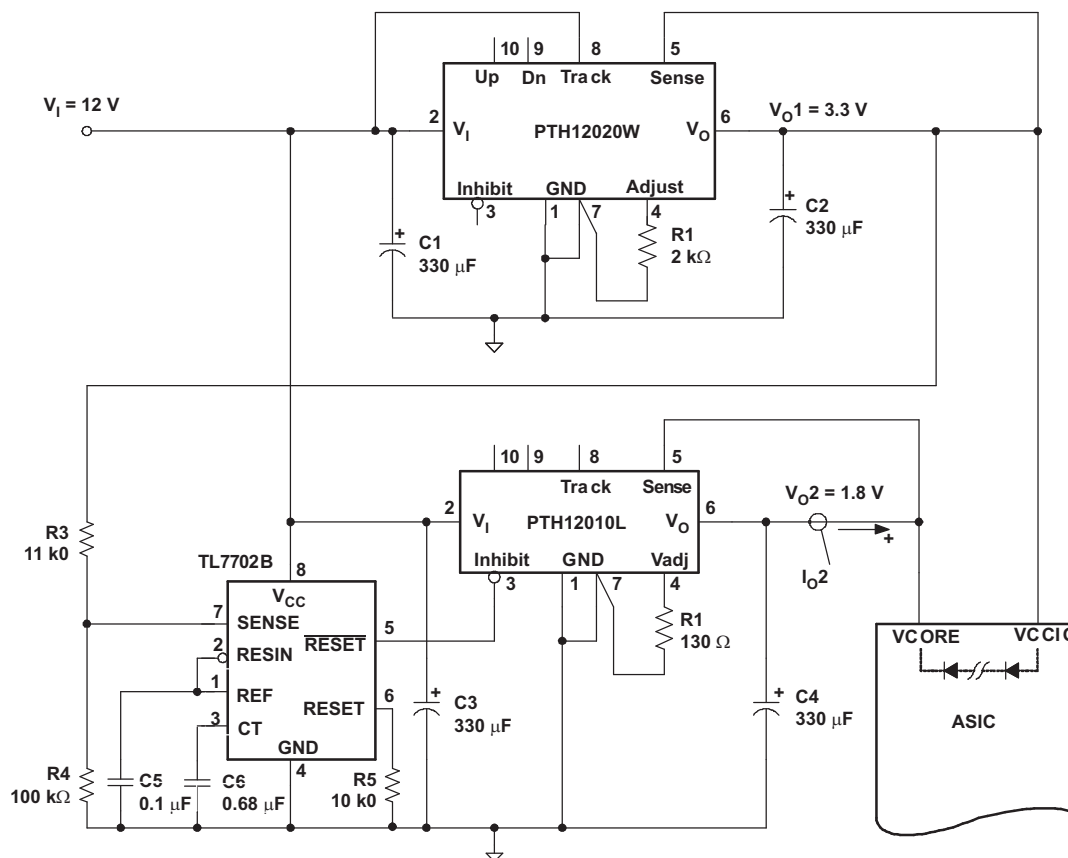 10 9 8 5
Up Dn Track Sense
V_I = 12 V
2 V_I PTH12020W V_O 6
V_O1 = 3.3 V
Inhibit GND Adjust
3 1 7 4
+ C1
330 μF
R1
2 kΩ
+ C2
330 μF
10 9 8 5
Track Sense
2 V_I PTH12010L V_O 6
V_O2 = 1.8 V
+
I_O2
Inhibit GND Vadj
3 1 7 4
R1
130 Ω
R3
11 k0
TL7702B
8
V_CC
7 SENSE
2 RESIN
1 REF
3 CT
RESET 5
RESET 6
GND
4
+ C3
330 μF
+ C4
330 μF
R4
100 kΩ
C5
0.1 μF
C6
0.68 μF
R5
10 k0
VCORE VCCIO
ASIC